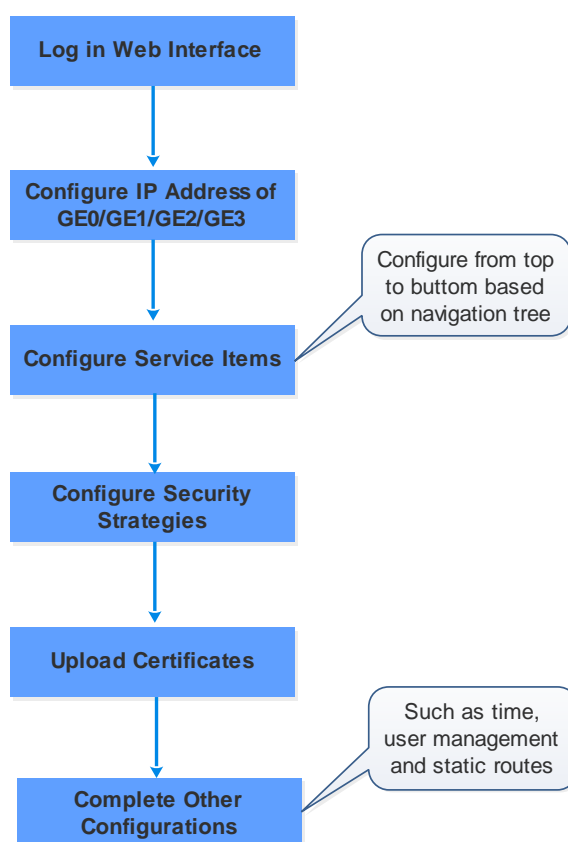 Log in Web Interface
Configure IP Address of
GE0/GE1/GE2/GE3
Configure from top
to buttom based
on navigation tree
Configure Service Items
Configure Security
Strategies
Upload Certificates
Such as time,
user management
and static routes
Complete Other
Configurations